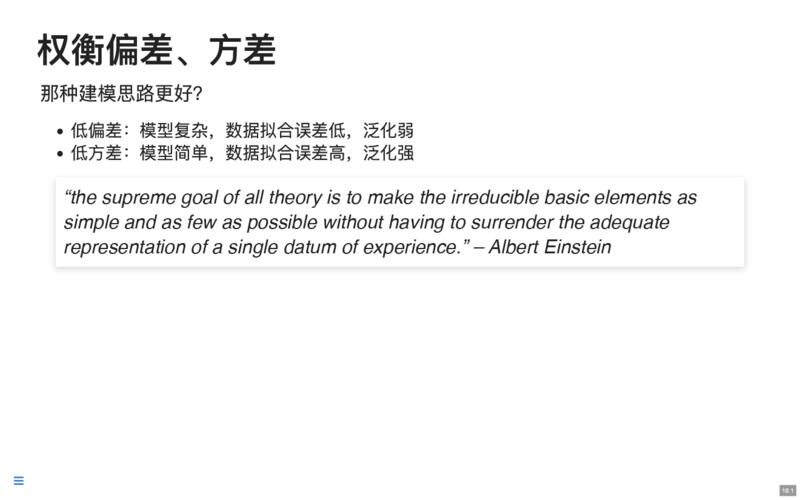 权衡偏差、方差
那种建模思路更好?
• 低偏差：模型复杂，数据拟合误差低，泛化弱
• 低方差：模型简单，数据拟合误差高，泛化强
“the supreme goal of all theory is to make the irreducible basic elements as
simple and as few as possible without having to surrender the adequate
representation of a single datum of experience.” – Albert Einstein